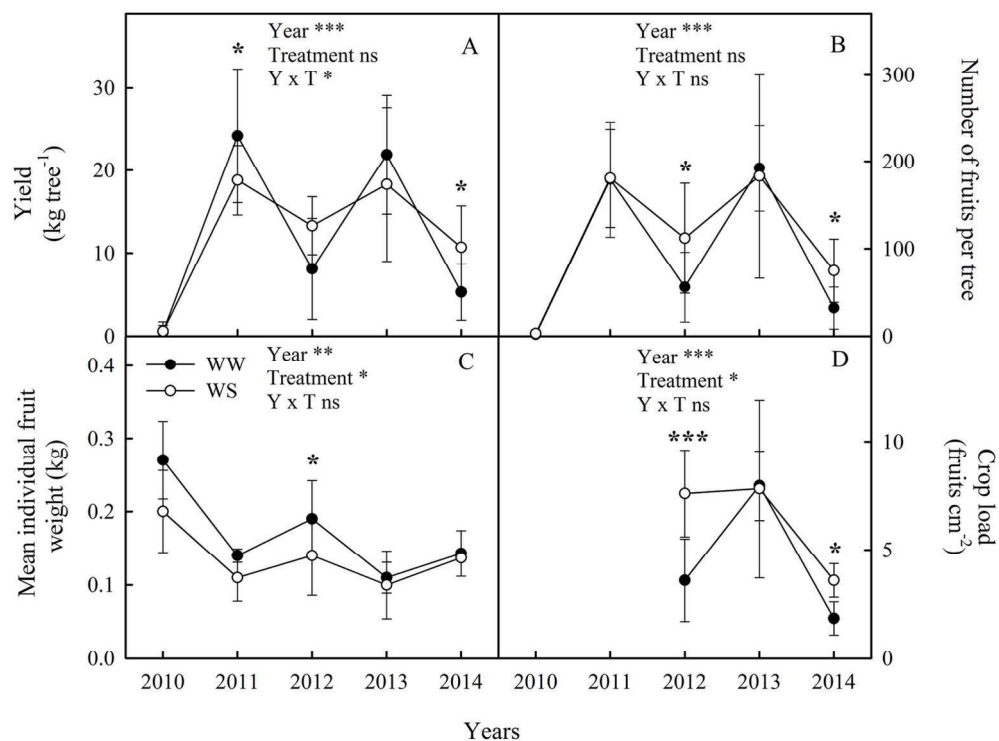 Year ***
Treatment ns
Y x T *
A
*
*
Yield
(kg tree-1)
30
20
10
0
Year ***
Treatment ns
Y x T ns
B
*
*
300
200
100
0
Number of fruits
per tree
WW
WS
Year **
Treatment *
Y x T ns
C
*
Mean individual fruit
weight (kg)
0.4
0.3
0.2
0.1
0.0
2010 2011 2012 2013 2014
Year ***
Treatment *
Y x T ns
D
***
*
10
5
0
Crop load
(fruits cm-2)
2010 2011 2012 2013 2014
Years